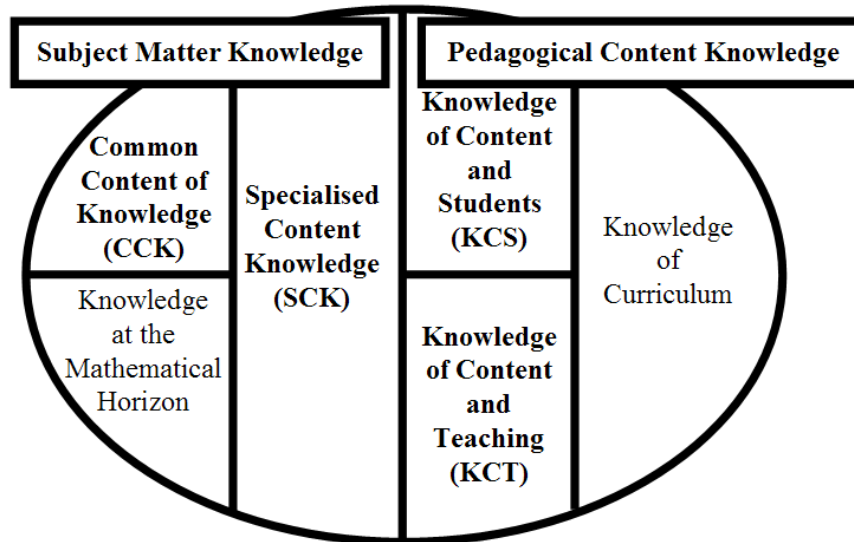 Subject Matter Knowledge
Pedagogical Content Knowledge
Common
Content of
Knowledge
(CCK)
Knowledge
at the
Mathematical
Horizon
Specialised
Content
Knowledge
(SCK)
Knowledge
of Content
and
Students
(KCS)
Knowledge
of Content
and
Teaching
(KCT)
Knowledge
of
Curriculum